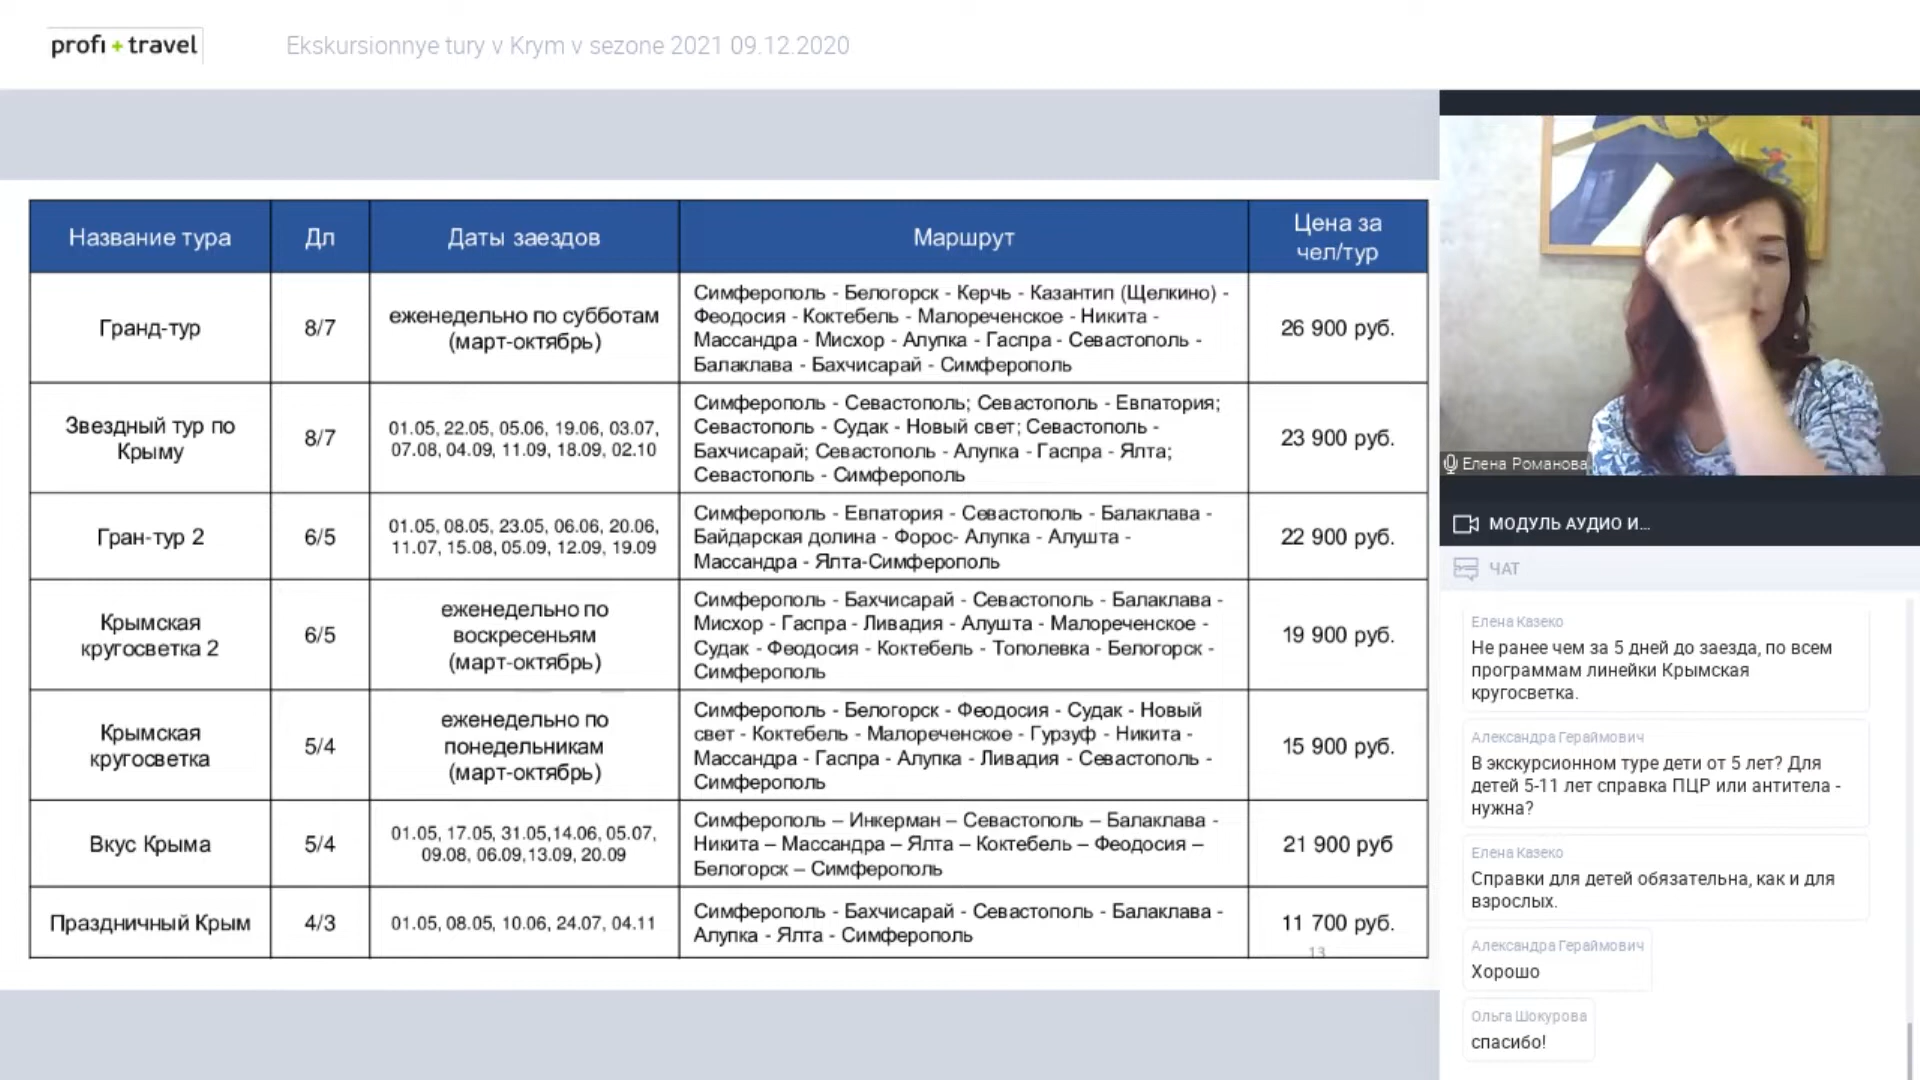 profi + travel
Ekskursionnye tury v Krym v sezone 2021 09.12.2020
Название тура
Дл
Даты заездов
Маршрут
Цена за
чел/тур
Гранд-тур
8/7
еженедельно по субботам
(март-октябрь)
Симферополь - Белогорск - Керчь - Казантип (Щелкино) -
Феодосия - Коктебель - Малореченское - Никита -
Массандра - Мисхор - Алупка - Гаспра - Севастополь -
Балаклава - Бахчисарай - Симферополь
26 900 руб.
Звездный тур по
Крыму
8/7
01.05, 22.05, 05.06, 19.06, 03.07,
07.08, 04.09, 11.09, 18.09, 02.10
Симферополь - Севастополь; Севастополь - Евпатория;
Севастополь - Судак - Новый свет; Севастополь -
Бахчисарай; Севастополь - Алупка - Гаспра - Ялта;
Севастополь - Симферополь
23 900 руб.
Гран-тур 2
6/5
01.05, 08.05, 23.05, 06.06, 20.06,
11.07, 15.08, 05.09, 12.09, 19.09
Симферополь - Евпатория - Севастополь - Балаклава -
Байдарская долина - Форос- Алупка - Алушта -
Массандра - Ялта-Симферополь
22 900 руб.
Крымская
кругосветка 2
6/5
еженедельно по
воскресеньям
(март-октябрь)
Симферополь - Бахчисарай - Севастополь - Балаклава -
Мисхор - Гаспра - Ливадия - Алушта - Малореченское -
Судак - Феодосия - Коктебель - Тополевка - Белогорск -
Симферополь
19 900 руб.
Крымская
кругосветка
5/4
еженедельно по
понедельникам
(март-октябрь)
Симферополь - Белогорск - Феодосия - Судак - Новый
свет - Коктебель - Малореченское - Гурзуф - Никита -
Массандра - Гаспра - Алупка - Ливадия - Севастополь -
Симферополь
15 900 руб.
Вкус Крыма
5/4
01.05, 17.05, 31.05,14.06, 05.07,
09.08, 06.09,13.09, 20.09
Симферополь – Инкерман – Севастополь – Балаклава -
Никита – Массандра – Ялта – Коктебель – Феодосия –
Белогорск – Симферополь
21 900 руб
Праздничный Крым
4/3
01.05, 08.05, 10.06, 24.07, 04.11
Симферополь - Бахчисарай - Севастополь - Балаклава -
Алупка - Ялта - Симферополь
11 700 руб.
13
Елена Романова
МОДУЛЬ АУДИО И...
ЧАТ
Елена Казеко
Не ранее чем за 5 дней до заезда, по всем
программам линейки Крымская
кругосветка.
Александра Гераймович
В экскурсионном туре дети от 5 лет? Для
детей 5-11 лет справка ПЦР или антитела -
нужна?
Елена Казеко
Справки для детей обязательна, как и для
взрослых.
Александра Гераймович
Хорошо
Ольга Шокурова
спасибо!